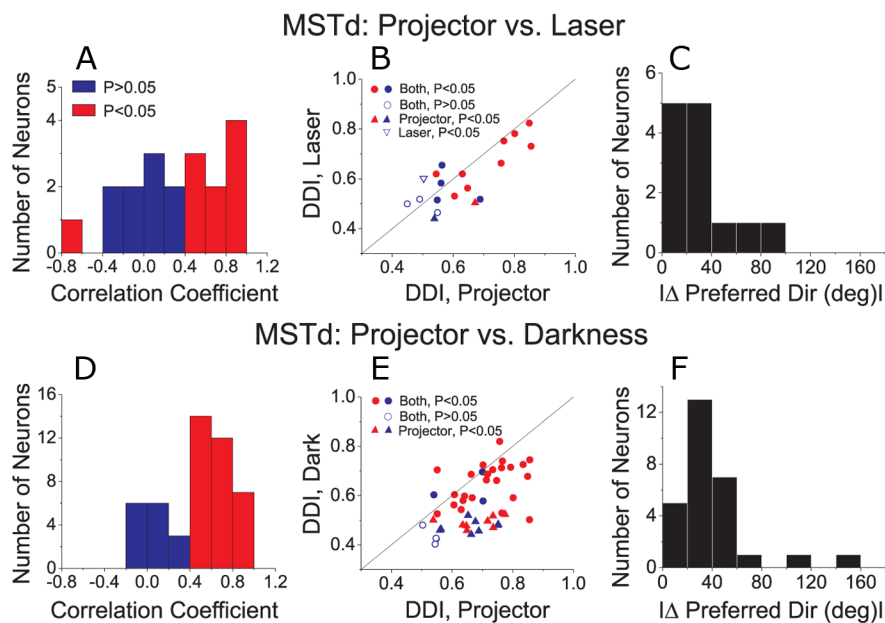 MSTd: Projector vs. Laser
A
B
C
Number of Neurons
5
4
2
0
P>0.05
P<0.05
-0.8 -0.4 0.0 0.4 0.8 1.2
Correlation Coefficient
DDI, Laser
1.0
0.8
0.6
0.4
Both, P<0.05
Both, P>0.05
Projector, P<0.05
Laser, P<0.05
0.4 0.6 0.8 1.0
DDI, Projector
Number of Neurons
6
4
2
0
0 40 80 120 160
|Δ Preferred Dir (deg)|
MSTd: Projector vs. Darkness
D
E
F
Number of Neurons
16
12
8
4
0
-0.8 -0.4 0.0 0.4 0.8 1.2
Correlation Coefficient
DDI, Dark
1.0
0.8
0.6
0.4
Both, P<0.05
Both, P>0.05
Projector, P<0.05
0.4 0.6 0.8 1.0
DDI, Projector
Number of Neurons
12
8
4
0
0 40 80 120 160
|Δ Preferred Dir (deg)|